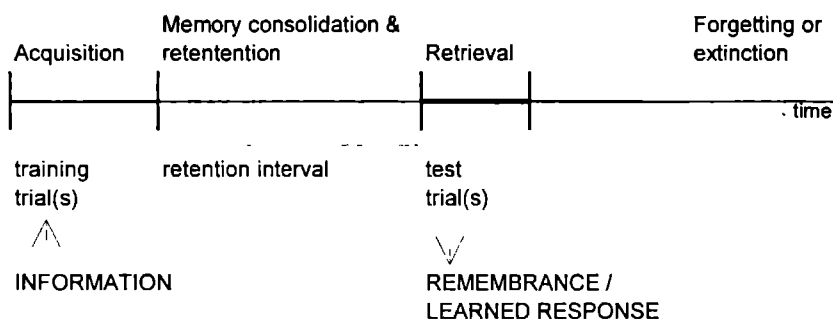 Memory consolidation &
Forgetting or
Acquisition
retentention
Retrieval
extinction
time
training
retention interval
test
trial(s)
trial(s)
INFORMATION
REMEMBRANCE /
LEARNED RESPONSE